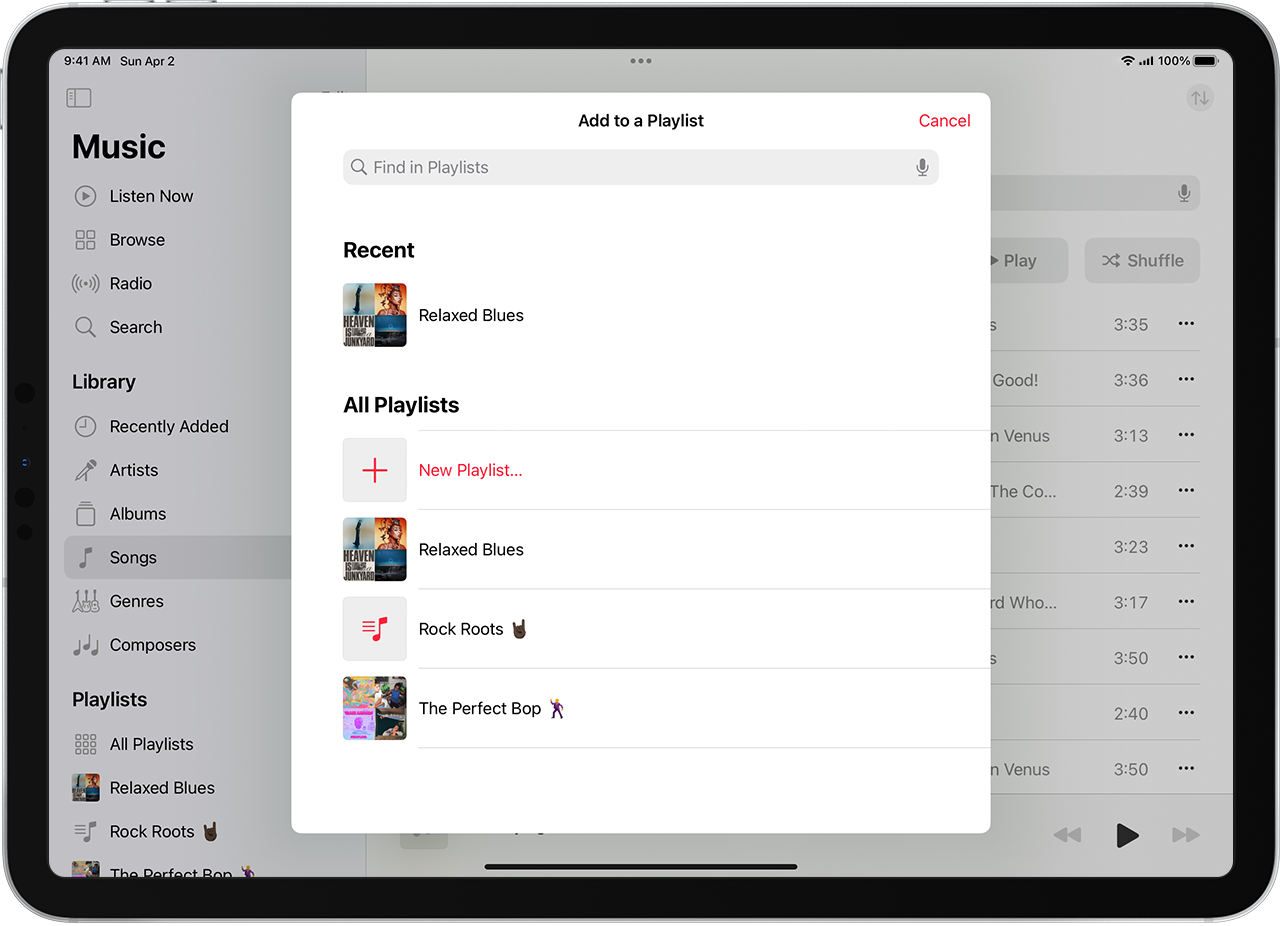 9:41 AM Sun Apr 2
100%
Music
Listen Now
Browse
Radio
Search
Library
Recently Added
Artists
Albums
Songs
Genres
Composers
Playlists
All Playlists
Relaxed Blues
Rock Roots 🤘🏿
The Perfect Bop 🕺
Add to a Playlist
Cancel
Find in Playlists
Recent
HEAVEN
IS
JUNKYARD
Relaxed Blues
All Playlists
New Playlist...
HEAVEN
IS
JUNKYARD
Relaxed Blues
Rock Roots 🤘🏿
The Perfect Bop 🕺
Play
Shuffle
s 3:35
Good! 3:36
n Venus 3:13
The Co... 2:39
3:23
rd Who... 3:17
s 3:50
2:40
n Venus 3:50